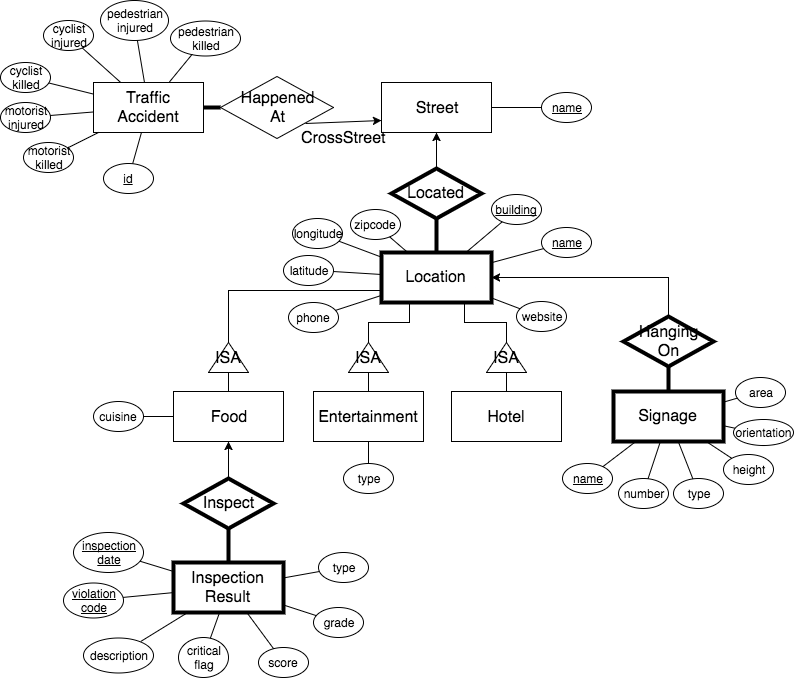 pedestrian
injured
cyclist
injured
pedestrian
killed
cyclist
killed
motorist
injured
motorist
killed
id
Traffic
Accident
Happened
At
CrossStreet
Street
name
Located
building
zipcode
longitude
name
latitude
Location
phone
website
ISA
ISA
ISA
Hanging
On
cuisine
Food
Entertainment
Hotel
Signage
area
orientation
height
type
number
name
type
Inspect
inspection
date
violation
code
Inspection
Result
type
grade
description
critical
flag
score